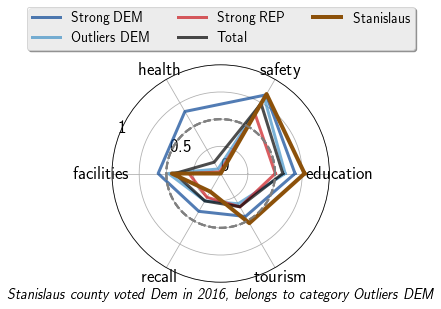 Strong DEM
Strong REP
Stanislaus
Outliers DEM
Total
health
safety
1
0.5
0
facilities
education
recall
tourism
Stanislaus county voted Dem in 2016, belongs to category Outliers DEM